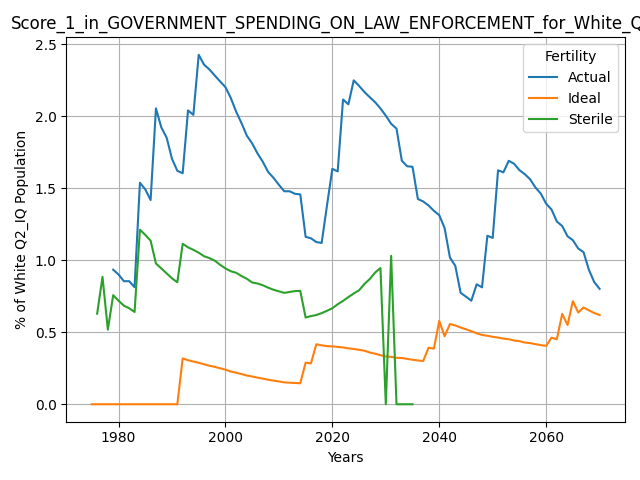 Score_1_in_GOVERNMENT_SPENDING_ON_LAW_ENFORCEMENT_for_White_Q
Fertility
Actual
Ideal
Sterile
% of White Q2_IQ Population
2.5
2.0
1.5
1.0
0.5
0.0
1980
2000
2020
2040
2060
Years